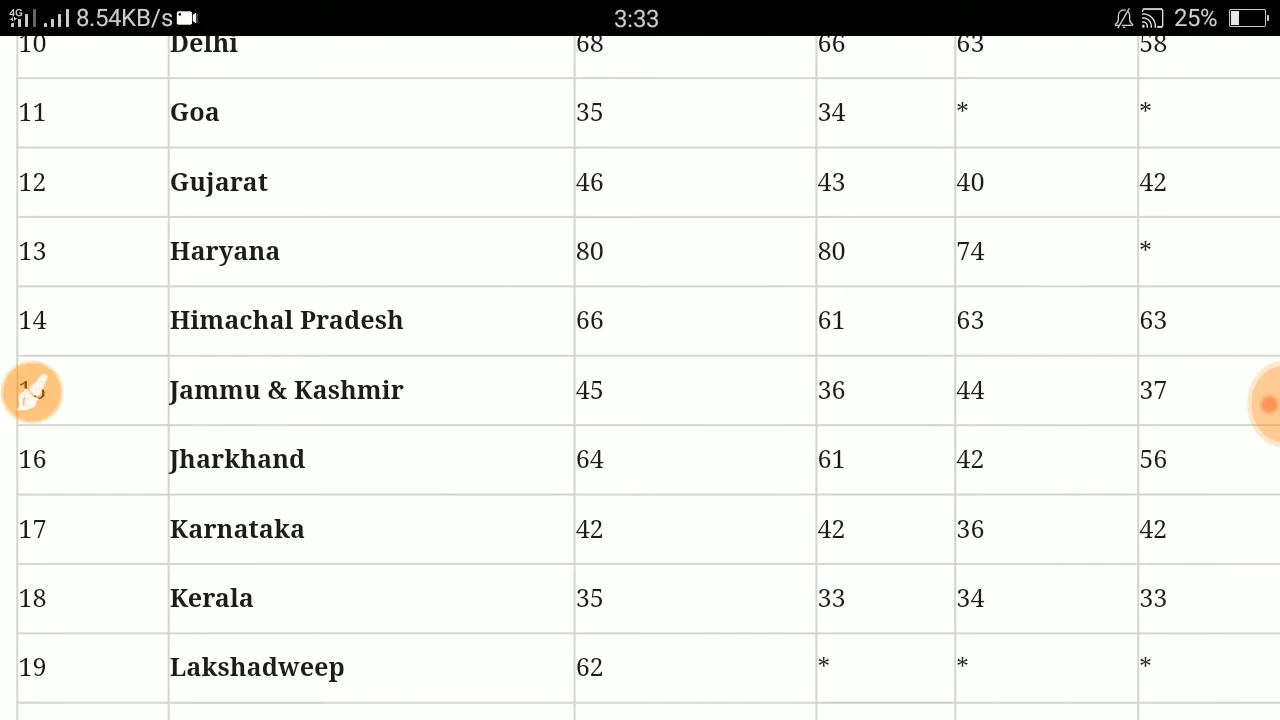 4G 8.54KB/s 3:33 25%
10 Delhi 68 66 63 58
11 Goa 35 34 * *
12 Gujarat 46 43 40 42
13 Haryana 80 80 74 *
14 Himachal Pradesh 66 61 63 63
Jammu & Kashmir 45 36 44 37
16 Jharkhand 64 61 42 56
17 Karnataka 42 42 36 42
18 Kerala 35 33 34 33
19 Lakshadweep 62 * * *